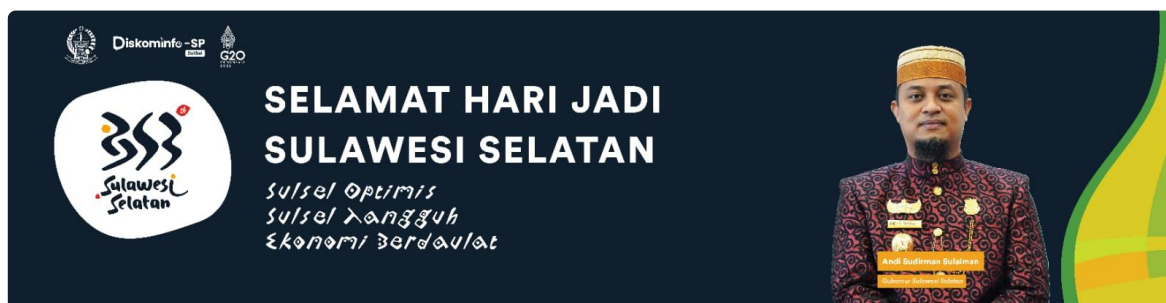 Diskominfo-SP
SulSel
G20
353
Sulawesi
Selatan
SELAMAT HARI JADI
SULAWESI SELATAN
Sulsel Optimis
Sulsel Tangguh
Ekonomi Berdaulat
Andi Sudirman Sulaiman
Gubernur Sulawesi Selatan